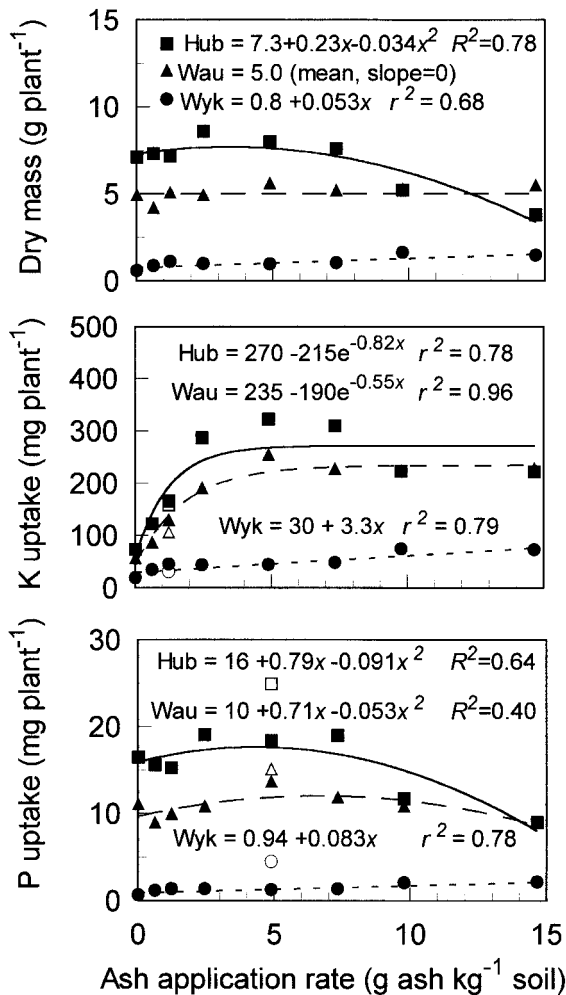 Dry mass (g plant⁻¹)
15
10
5
0
■ Hub = 7.3+0.23x-0.034x² R²=0.78
▲ Wau = 5.0 (mean, slope=0)
● Wyk = 0.8 +0.053x r² = 0.68
K uptake (mg plant⁻¹)
500
400
300
200
100
0
Hub = 270 -215e⁻⁰·⁸²ˣ r² = 0.78
Wau = 235 -190e⁻⁰·⁵⁵ˣ r² = 0.96
Wyk = 30 + 3.3x r² = 0.79
P uptake (mg plant⁻¹)
30
20
10
0
Hub = 16 +0.79x-0.091x² R²=0.64
Wau = 10 +0.71x-0.053x² R²=0.40
Wyk = 0.94 +0.083x r² = 0.78
0 5 10 15
Ash application rate (g ash kg⁻¹ soil)